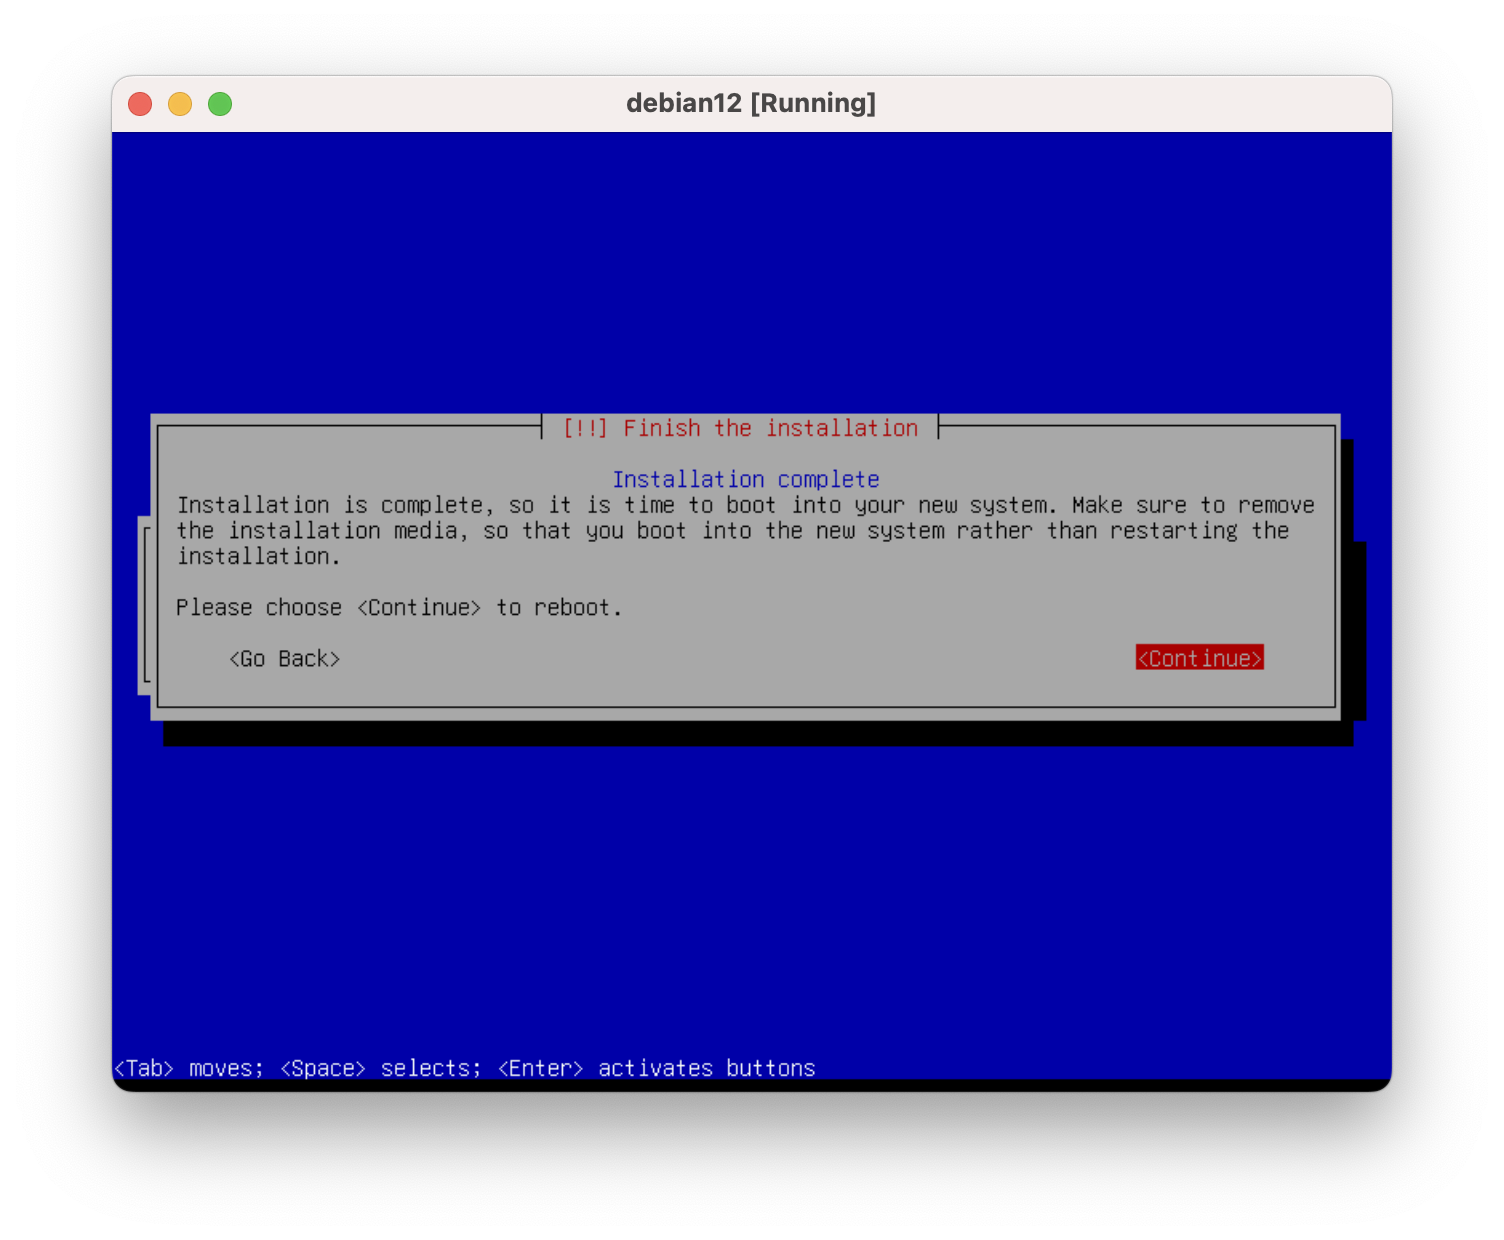 debian12 [Running]
[!!] Finish the installation
Installation complete
Installation is complete, so it is time to boot into your new system. Make sure to remove
the installation media, so that you boot into the new system rather than restarting the
installation.
Please choose <Continue> to reboot.
<Go Back> <Continue>
<Tab> moves; <Space> selects; <Enter> activates buttons